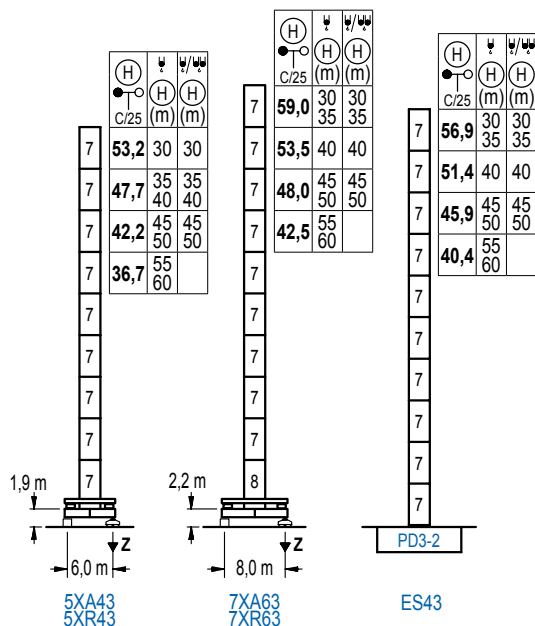 H
C/25
H
(m)
H
(m)
53,2 30 30
47,7 35 40 35 40
42,2 45 50 45 50
36,7 55 60
7
7
7
7
7
7
7
7
7
1,9 m
Z
6,0 m
5XA43
5XR43
H
C/25
H
(m)
H
(m)
59,0 30 35 30 35
53,5 40 40
48,0 45 50 45 50
42,5 55 60
7
7
7
7
7
7
7
7
7
8
2,2 m
Z
8,0 m
7XA63
7XR63
H
C/25
H
(m)
H
(m)
56,9 30 35 30 35
51,4 40 40
45,9 45 50 45 50
40,4 55 60
7
7
7
7
7
7
7
7
7
7
PD3-2
ES43